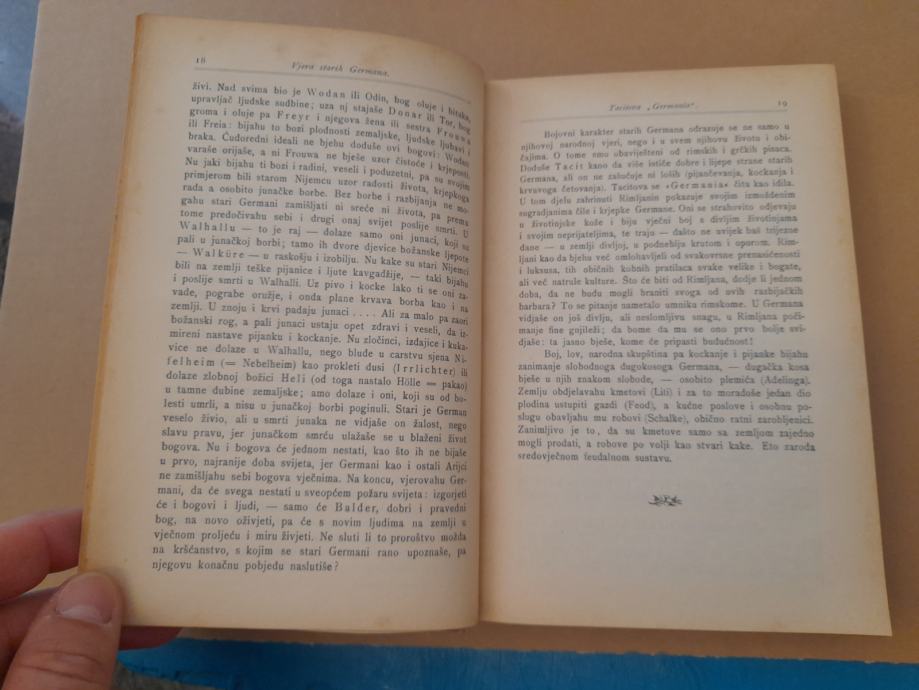 18
Vjera starih Germana.
živi. Nad svima bio je Wodan ili Odin, bog oluje i bitaka,
upravljač ljudske sudbine; uza nj stajaše Donar ili Tor, bog
groma i oluje pa Freyr i njegova žena ili sestra Frouwa
ili Freia: bijahu to bozi plodnosti zemaljske, ljudske ljubavi i
braka. Ćudoredni ideali ne bjehu doduše ovi bogovi: Wodan
varaše orijaše, a ni Frouwa ne bješe uzor čistoće i krjeposti.
Nu jaki bijahu ti bozi i radini, veseli i poduzetni, pa su svojim
primjerom bili starom Nijemcu uzor radosti života, krjepkoga
rada a osobito junačke borbe. Bez borbe i razbijanja ne mo-
gahu stari Germani zamišljati ni sreće ni života, pa prema
tome predočivahu sebi i drugi onaj svijet poslije smrti. U
Walhallu — to je raj — dolaze samo oni junaci, koji su
pali u junačkoj borbi; tamo ih dvore djevice božanske ljepote
— Walküre — u raskošju i izobilju. Nu kako se stari Nijemci
bili na zemlji teške pijanice i ljute kavgadžije, — taki bijahu
i poslije smrti u Walhalli. Uz pivo i kocke lako ti se oni za-
vade, pograbe oružje, i onda plane krvava borba kao i na
zemlji. U znoju i krvi padaju junaci . . . . Ali za malo pa zaori
božanski rog, a pali junaci ustaju opet zdravi i veseli, da iz-
mireni nastave pijanku i kockanje. Nu zločinci, izdajice i kuka-
vice ne dolaze u Walhallu, nego blude u carstvu sjena Ni-
felheim (= Nebelheim) kao prokleti dusi (Irrlichter) ili
dolaze zlobnoj božici Heli (od toga nastalo Hölle = pakao)
u tamne dubine zemaljske; amo dolaze i oni, koji su od bo-
lesti umrli, a nisu u junačkoj borbi poginuli. Stari je German
veselo živio, ali u smrti junaka ne vidjaše on žalost, nego
slavu pravu, jer junačkom smrću ulažaše se u blaženi život
bogova. Nu i bogova će jednom nestati, kao što ih ne bijaše
u prvo, najranije doba svijeta, jer Germani kao i ostali Arijci
ne zamišljahu sebi bogova vječnima. Na koncu, vjerovahu Ger-
mani, da će svega nestati u sveopćem požaru svijeta: izgorjeti
će i bogovi i ljudi, — samo će Balder, dobri i pravedni
bog, na novo oživjeti, pa će s novim ljudima na zemlji u
vječnom proljeću i miru živjeti. Ne sluti li to proroštvo možda
na kršćanstvo, s kojim se stari Germani rano upoznaše, pa
njegovu konačnu pobjedu naslutiše?
Tacitova „Germania“.
19
Bojovni karakter starih Germana odrazuje se ne samo u
njihovoj narodnoj vjeri, nego i u svem njihovu životu i obi-
čajima. O tome smo obaviješteni od rimskih i grčkih pisaca.
Doduše Tacit kano da više ističe dobre i lijepe strane starih
Germana, ali on ne zašućuje ni loših (pijančevanja, kockanja i
krvavoga četovanja). Tacitova se »Germania« čita kao idila.
U tom djelu zahrinuti Rimljanin pokazuje svojim izmoždenim
sugradjanima čile i krjepke Germane. Oni se strahovito odjevaju
u životinjske kože i biju vječni boj s divljim životinjama
i svojim neprijateljima, te traju — dašto ne uvijek baš trijezne
dane — u zemlji divljoj, u podneblju krutom i oporom. Rim-
ljani kao da bjehu već omlohavljeli od svakovrsne prenasićenosti
i luksusa, tih običnih kobnih pratilaca svake velike i bogate,
ali već natrule kulture. Što će biti od Rimljana, dodje li jednom
doba, da ne budu mogli braniti svoga od ovih razbijačkih
barbara? To se pitanje nametalo umniku rimskome. U Germana
vidjaše on još divlju, ali neslomljivu snagu, u Rimljana poči-
manje fine gnjileži; da bome da mu se ono prvo bolje svi-
djaše: ta jasno bješe, kome će pripasti budućnost!
Boj, lov, narodna skupština pa kockanje i pijanke bijahu
zanimanje slobodnoga dugokosoga Germana, — dugačka kosa
bješe u njih znakom slobode, — osobito plemića (Adelinga).
Zemlju obdjelavahu kmetovi (Liti) i za to moradoše jedan dio
plodina ustupiti gazdi (Feod), a kućne poslove i osobnu po-
slugu obavljahu mu robovi (Schalke), obično ratni zarobljenici.
Zanimljivo je to, da su kmetove samo sa zemljom zajedno
mogli prodati, a robove po volji kao stvari kake. Eto zaroda
sredovječnom feudalnom sustavu.